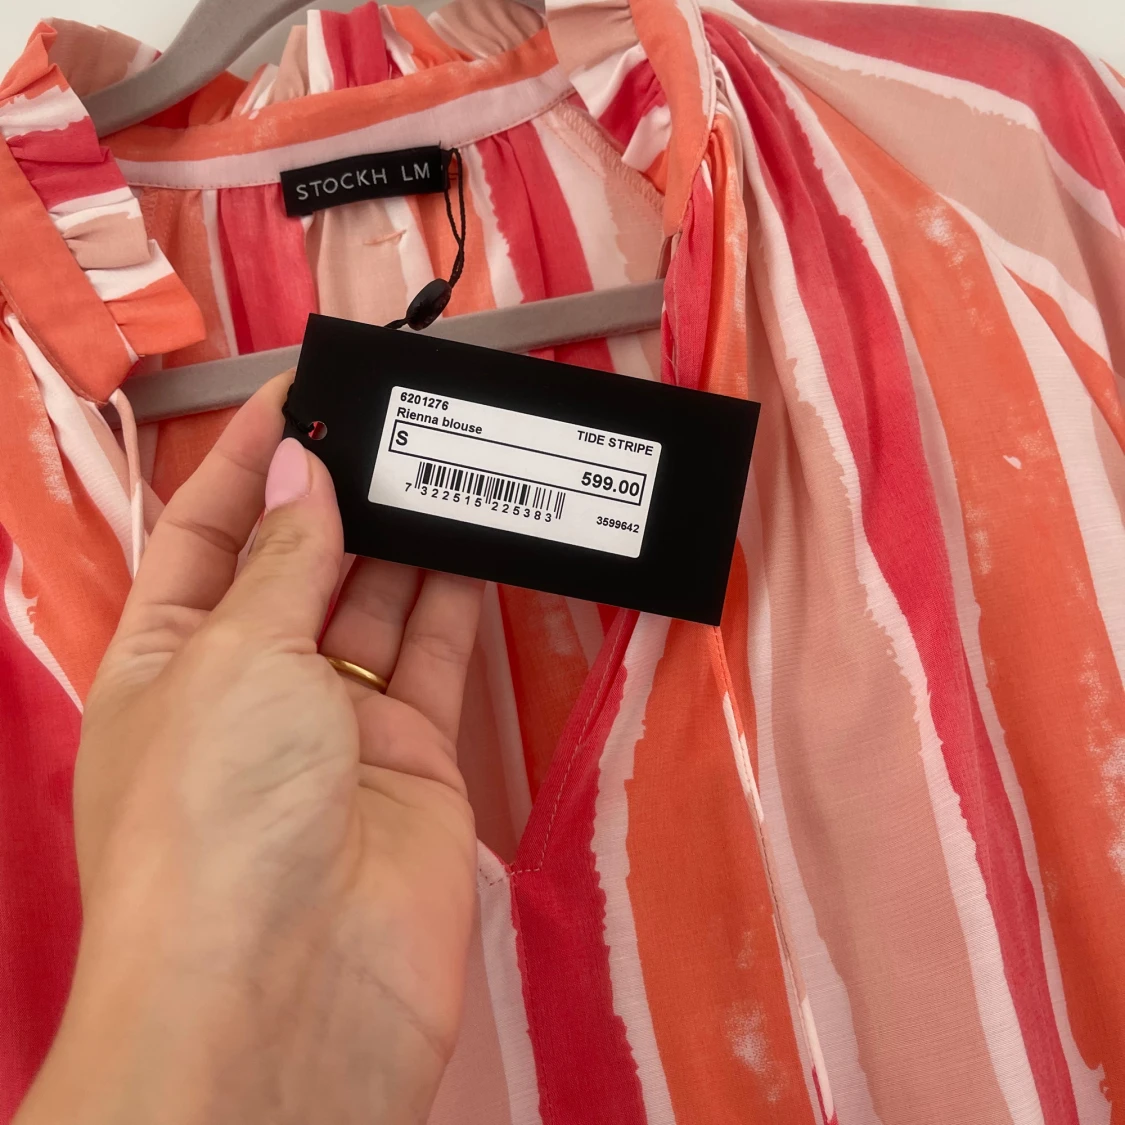 STOCKH LM
6201276
Rienna blouse
TIDE STRIPE
S
599.00
7 322515 225383
3599642